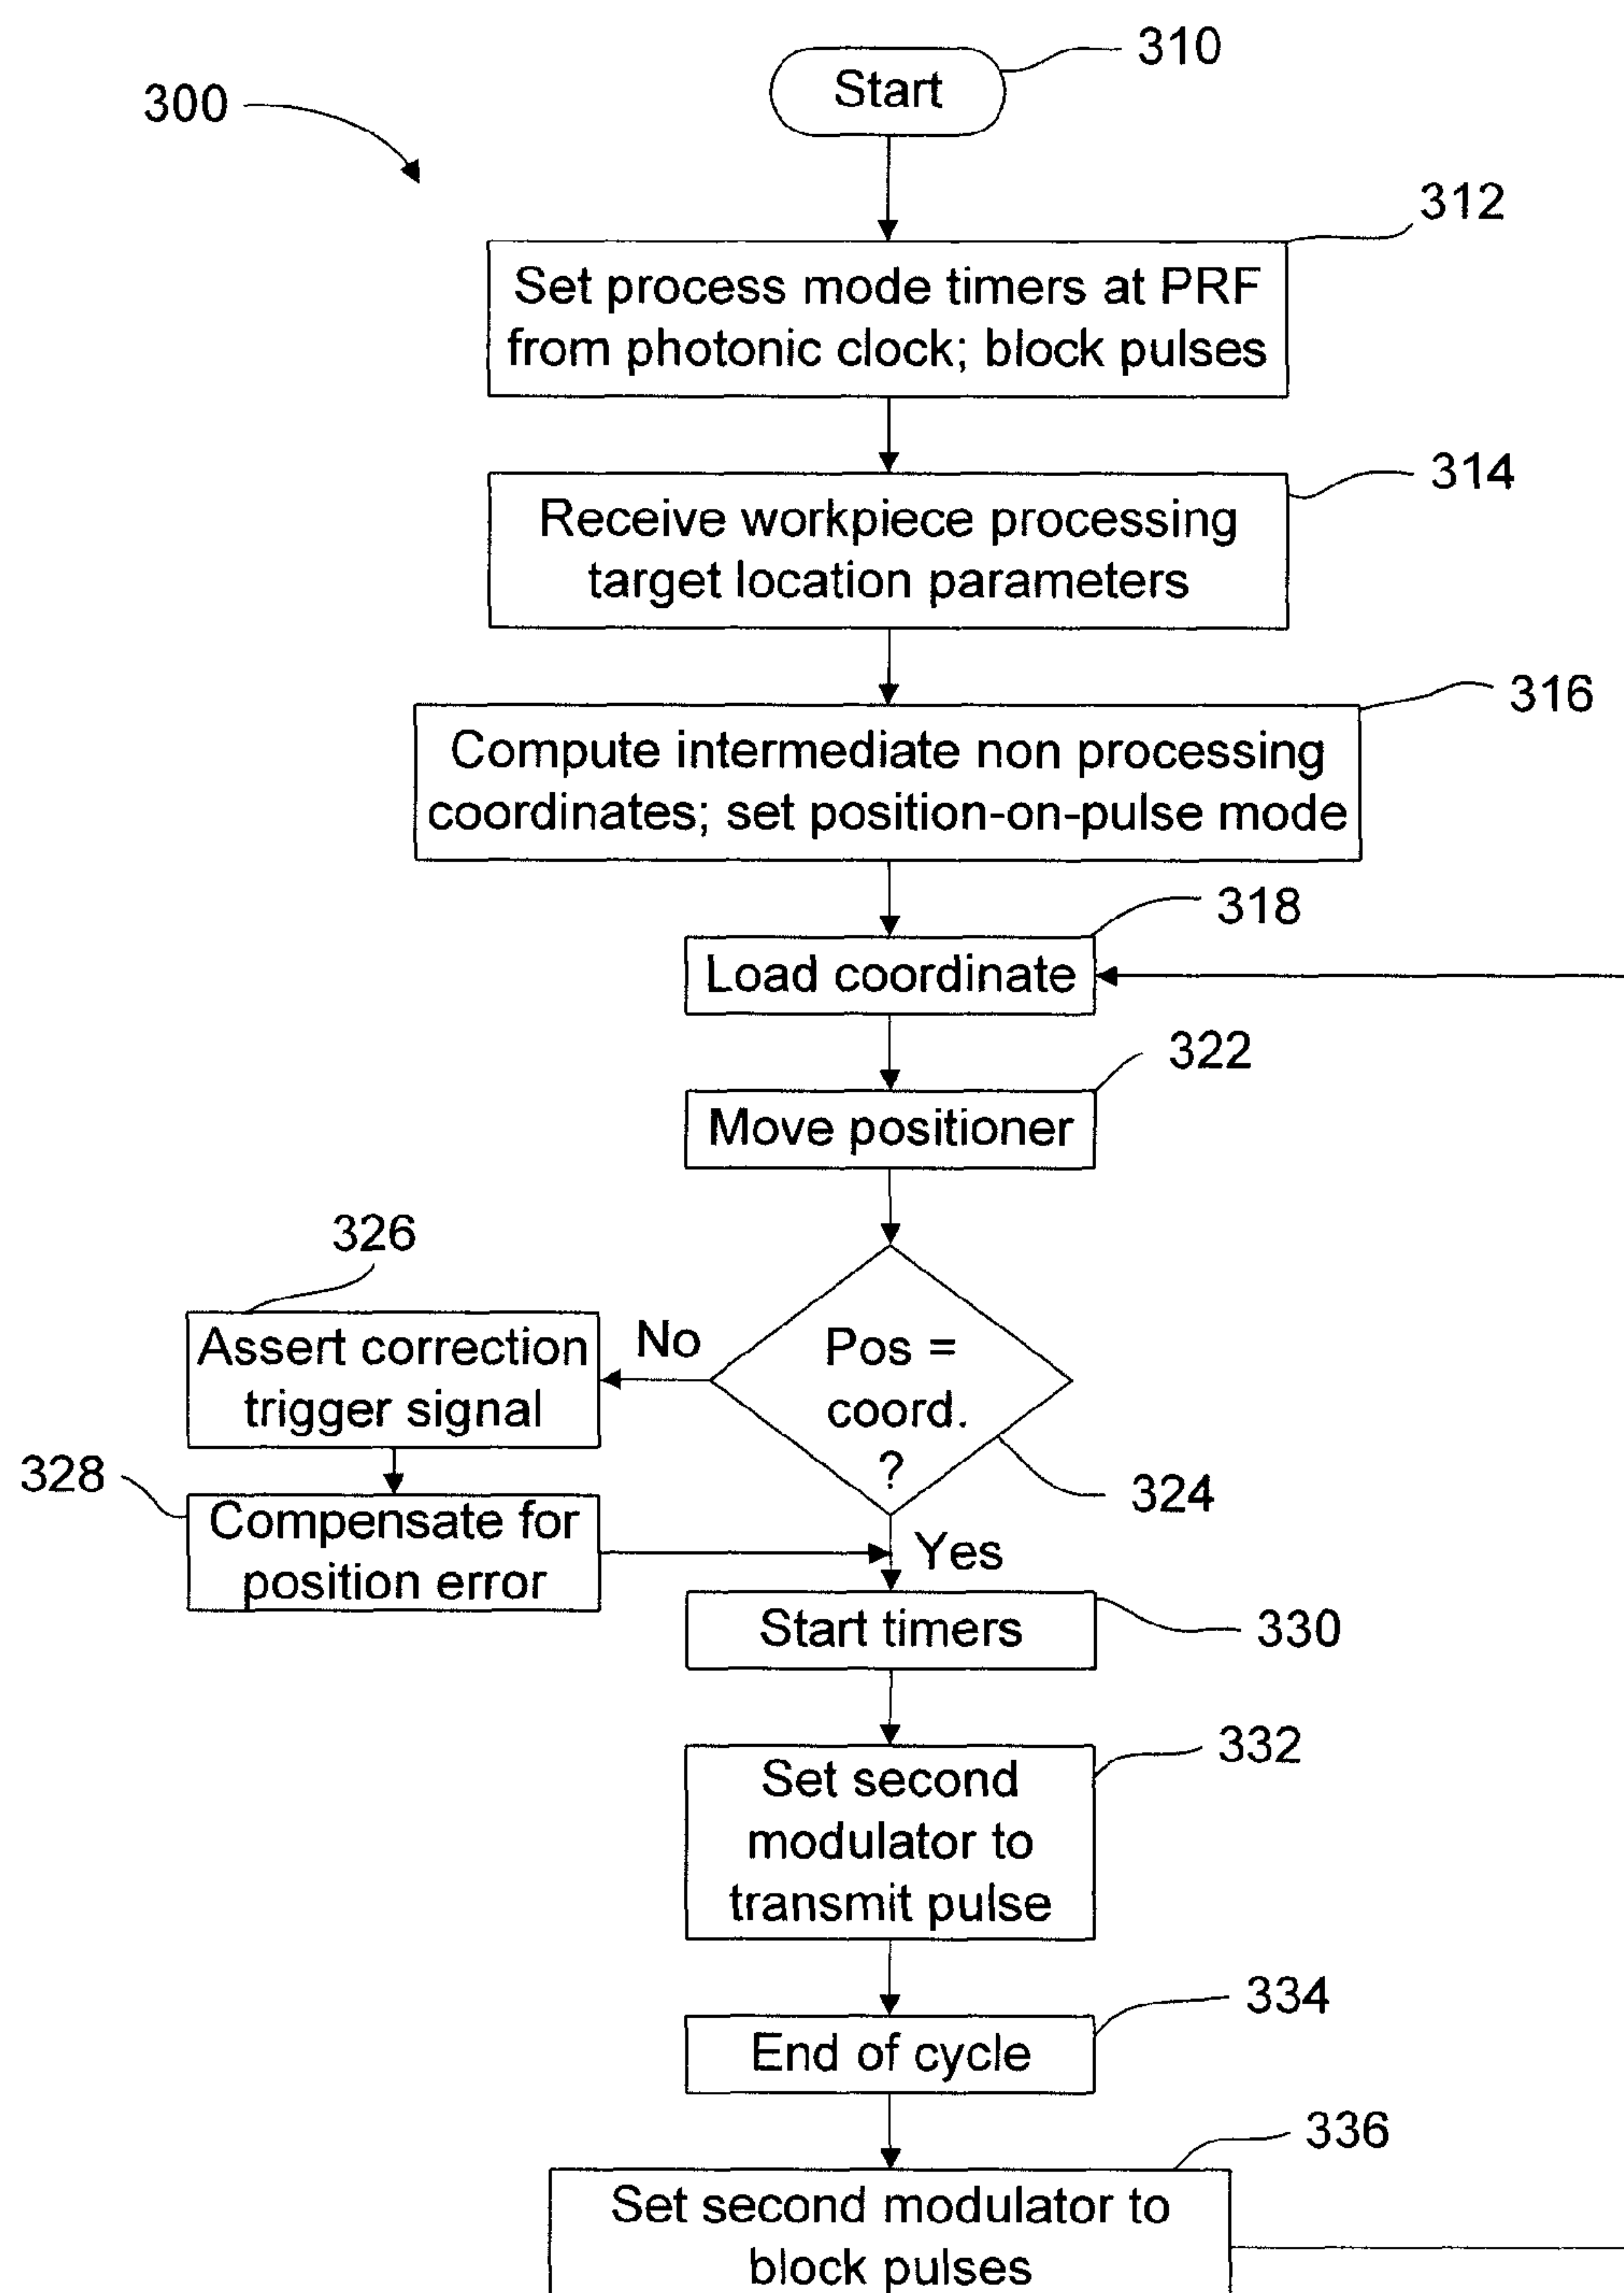 310
Start
300
312
Set process mode timers at PRF
from photonic clock; block pulses
314
Receive workpiece processing
target location parameters
316
Compute intermediate non processing
coordinates; set position-on-pulse mode
318
Load coordinate
322
Move positioner
326
Assert correction
trigger signal
No
Pos =
coord.
?
324
328
Compensate for
position error
Yes
Start timers
330
332
Set second
modulator to
transmit pulse
334
End of cycle
336
Set second modulator to
block pulses